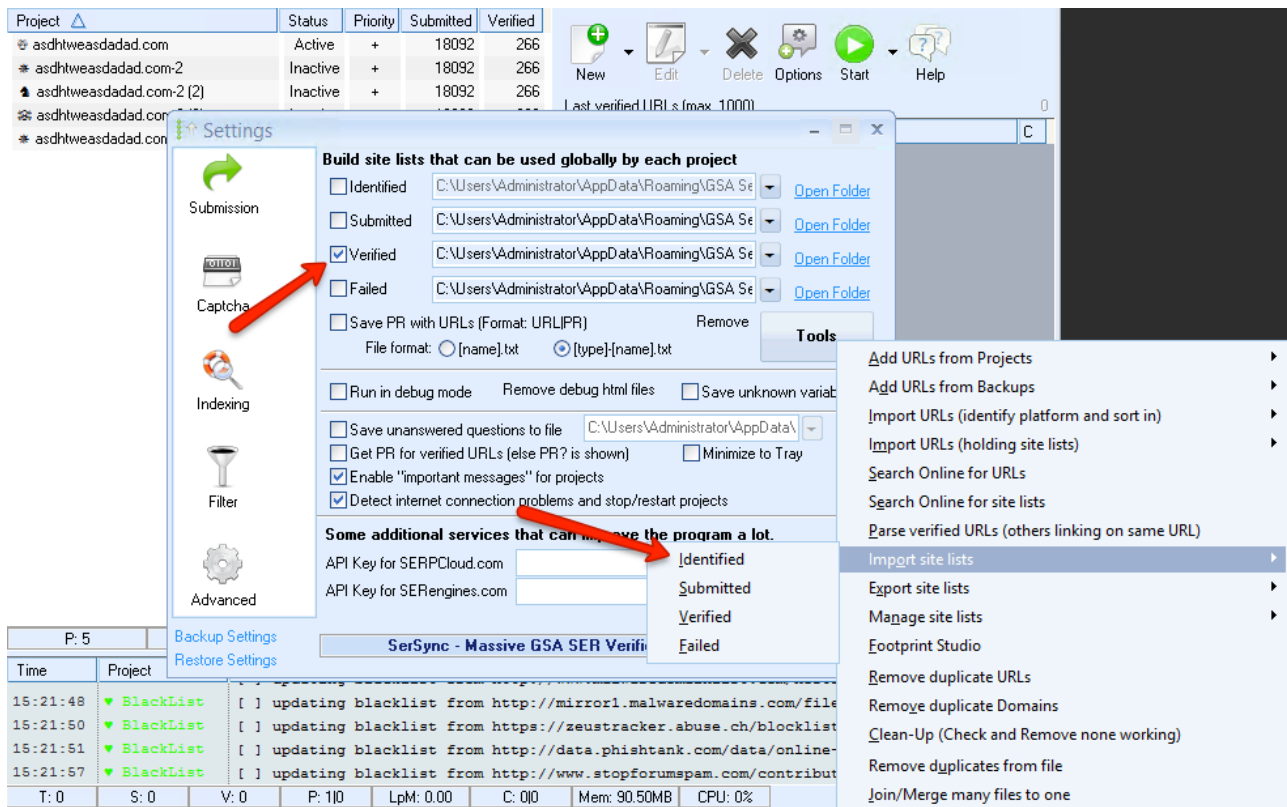 Project Status Priority Submitted Verified
asdhtweasdadad.com Active + 18092 266
asdhtweasdadad.com-2 Inactive + 18092 266
asdhtweasdadad.com-2 (2) Inactive + 18092 266
asdhtweasdadad.com
asdhtweasdadad.com
New Edit Delete Options Start Help
Last verified URLs (max. 1000) 0
C
Settings
Submission
Captcha
Indexing
Filter
Advanced
Backup Settings
Restore Settings
Build site lists that can be used globally by each project
Identified C:\Users\Administrator\AppData\Roaming\GSA Se Open Folder
Submitted C:\Users\Administrator\AppData\Roaming\GSA Se Open Folder
Verified C:\Users\Administrator\AppData\Roaming\GSA Se Open Folder
Failed C:\Users\Administrator\AppData\Roaming\GSA Se Open Folder
Save PR with URLs (Format: URL|PR) Remove
File format: [name].txt [type]-[name].txt
Tools
Run in debug mode Remove debug html files Save unknown variab
Save unanswered questions to file C:\Users\Administrator\AppData\
Get PR for verified URLs (else PR? is shown) Minimize to Tray
Enable "important messages" for projects
Detect internet connection problems and stop/restart projects
Some additional services that can improve the program a lot.
API Key for SERPCloud.com
API Key for SERengines.com
SerSync - Massive GSA SER Verifi
Identified
Submitted
Verified
Failed
Add URLs from Projects
Add URLs from Backups
Import URLs (identify platform and sort in)
Import URLs (holding site lists)
Search Online for URLs
Search Online for site lists
Parse verified URLs (others linking on same URL)
Import site lists
Export site lists
Manage site lists
Footprint Studio
Remove duplicate URLs
Remove duplicate Domains
Clean-Up (Check and Remove none working)
Remove duplicates from file
Join/Merge many files to one
P: 5
Time Project
15:21:48 BlackList [ ] updating blacklist from http://mirror1.malwaredomains.com/file
15:21:50 BlackList [ ] updating blacklist from https://zeustracker.abuse.ch/blocklist
15:21:51 BlackList [ ] updating blacklist from http://data.phishtank.com/data/online-
15:21:57 BlackList [ ] updating blacklist from http://www.stopforumspam.com/contribut
T: 0 S: 0 V: 0 P: 1|0 LpM: 0.00 C: 0|0 Mem: 90.50MB CPU: 0%